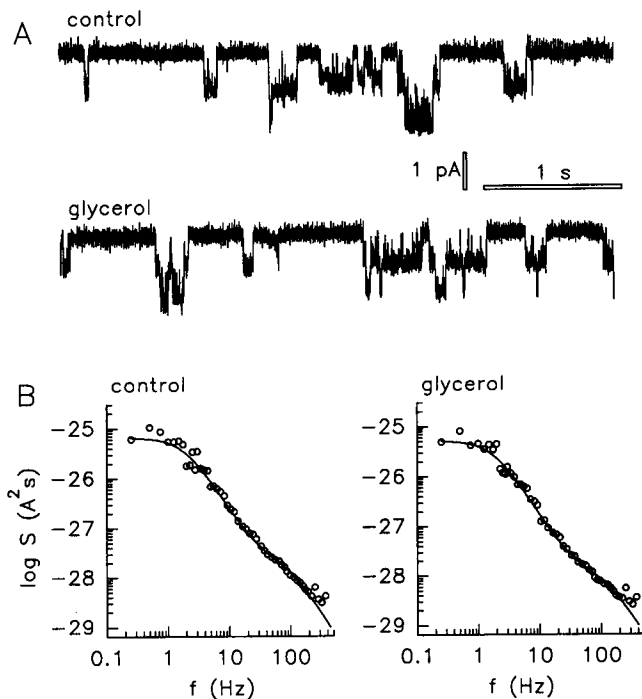 A
control
1 pA
1 s
glycerol
B
control
glycerol
log S (A²s)
-25
-26
-27
-28
-29
0.1
1
10
100
f (Hz)
-25
-26
-27
-28
-29
0.1
1
10
100
f (Hz)